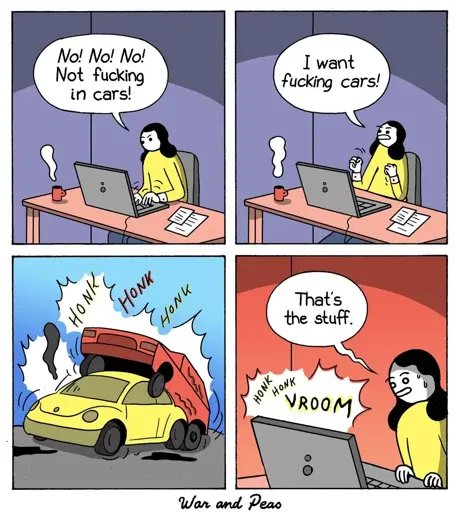 No! No! No!
Not fucking
in cars!
I want
fucking cars!
HONK
HONK
HONK
That's
the stuff.
HONK
HONK
VROOM
War and Peas